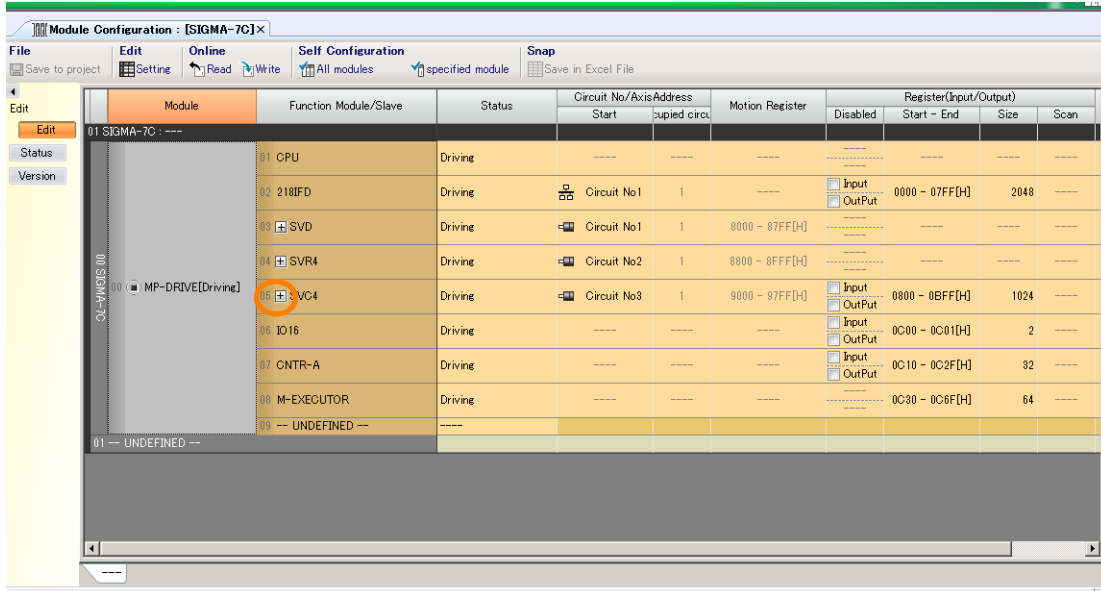 Module Configuration : [SIGMA-7C] ×
File Edit Online Self Configuration Snap
Save to project Setting Read Write All modules specified module Save in Excel File
Edit
Edit
Status
Version
Module Function Module/Slave Status Circuit No/AxisAddress Motion Register Register(Input/Output)
Start cupied circu Disabled Start - End Size Scan
01 SIGMA-7C : ---
00 SIGMA-7C
00 MP-DRIVE[Driving]
01 CPU Driving ---- ---- ---- ---- ---- ---- ---- ----
02 218IFD Driving Circuit No1 1 ---- Input OutPut 0000 - 07FF[H] 2048 ----
03 + SVD Driving Circuit No1 1 8000 - 87FF[H] ---- ---- ---- ---- ----
04 + SVR4 Driving Circuit No2 1 8800 - 8FFF[H] ---- ---- ---- ---- ----
05 + SVC4 Driving Circuit No3 1 9000 - 97FF[H] Input OutPut 0800 - 0BFF[H] 1024 ----
06 IO16 Driving ---- ---- ---- Input OutPut 0C00 - 0C01[H] 2 ----
07 CNTR-A Driving ---- ---- ---- Input OutPut 0C10 - 0C2F[H] 32 ----
08 M-EXECUTOR Driving ---- ---- ---- ---- ---- 0C30 - 0C6F[H] 64 ----
09 -- UNDEFINED -- ----
01 -- UNDEFINED --
---